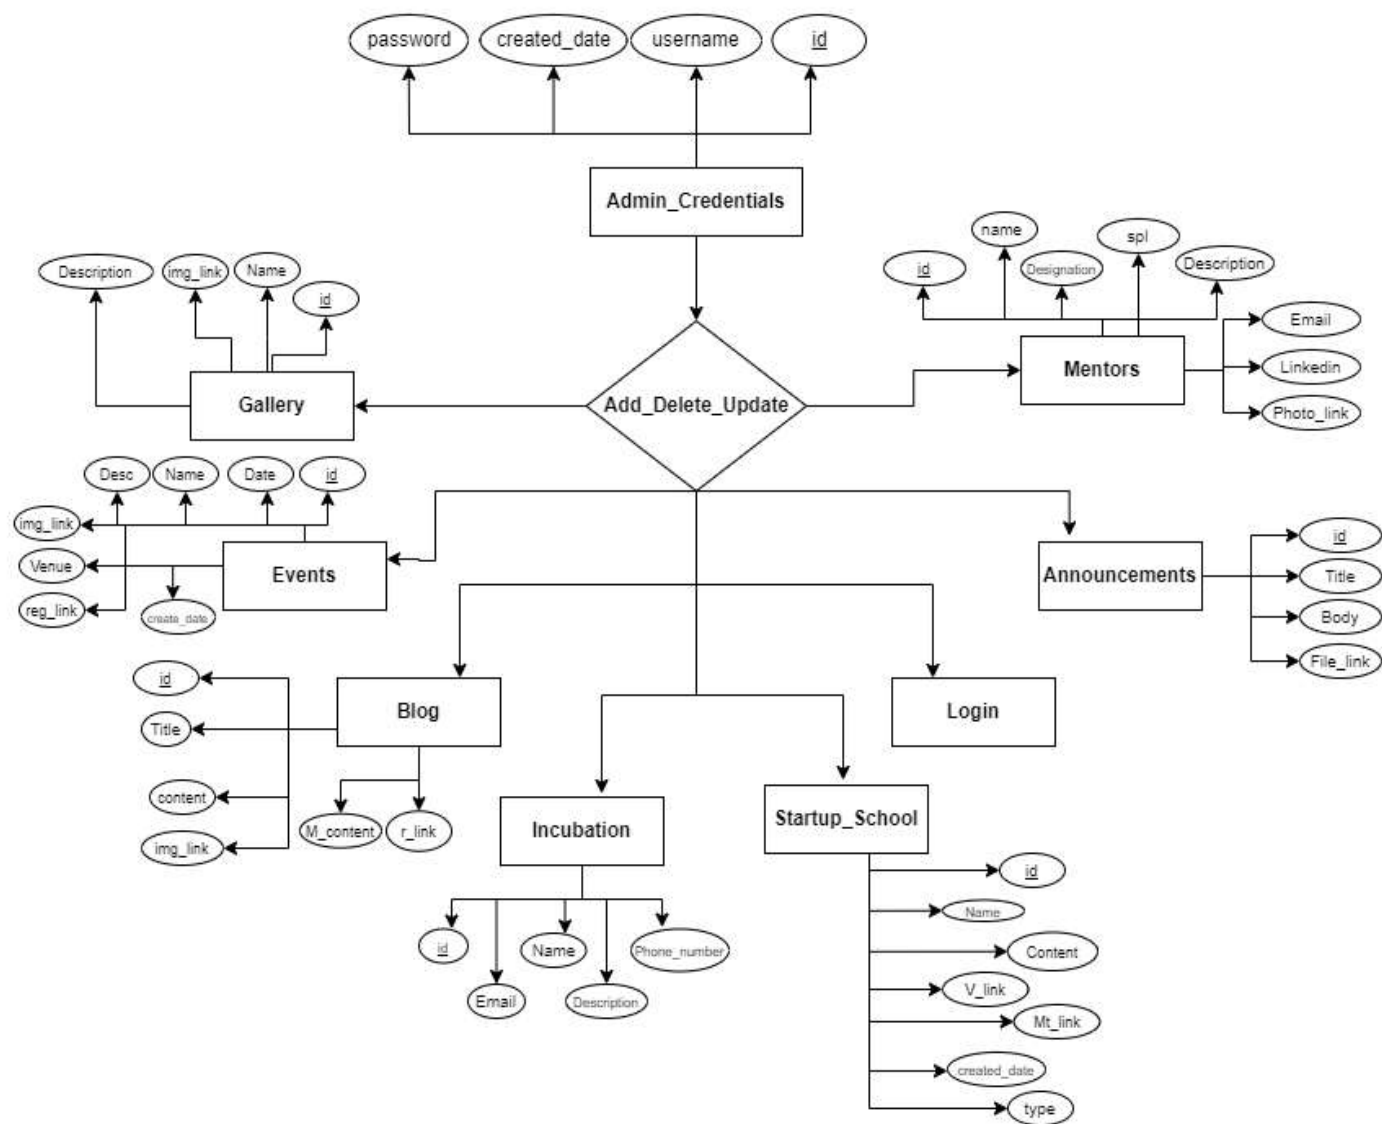 password
created_date
username
id
Admin_Credentials
Description
img_link
Name
id
Gallery
Add_Delete_Update
id
name
Designation
spl
Description
Mentors
Email
Linkedin
Photo_link
Desc
Name
Date
id
img_link
Venue
reg_link
create_date
Events
Announcements
id
Title
Body
File_link
id
Title
content
img_link
Blog
M_content
r_link
Login
Incubation
id
Email
Name
Description
Phone_number
Startup_School
id
Name
Content
V_link
Mt_link
created_date
type